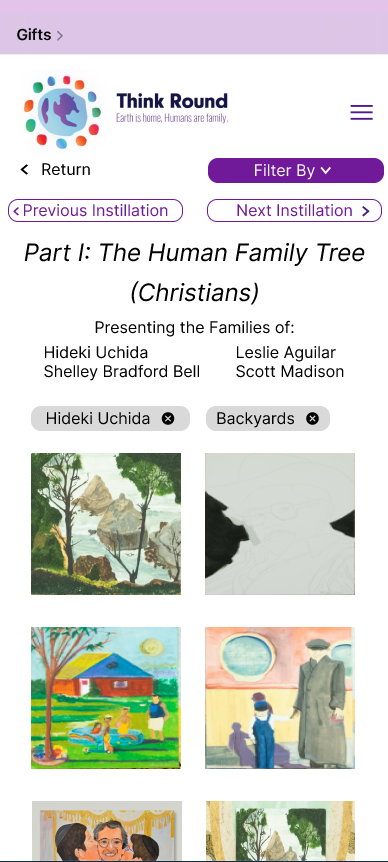 Gifts >
Think Round
Earth is home, Humans are family.
Return
Filter By
Previous Instillation
Next Instillation
Part I: The Human Family Tree
(Christians)
Presenting the Families of:
Hideki Uchida
Leslie Aguilar
Shelley Bradford Bell
Scott Madison
Hideki Uchida
Backyards